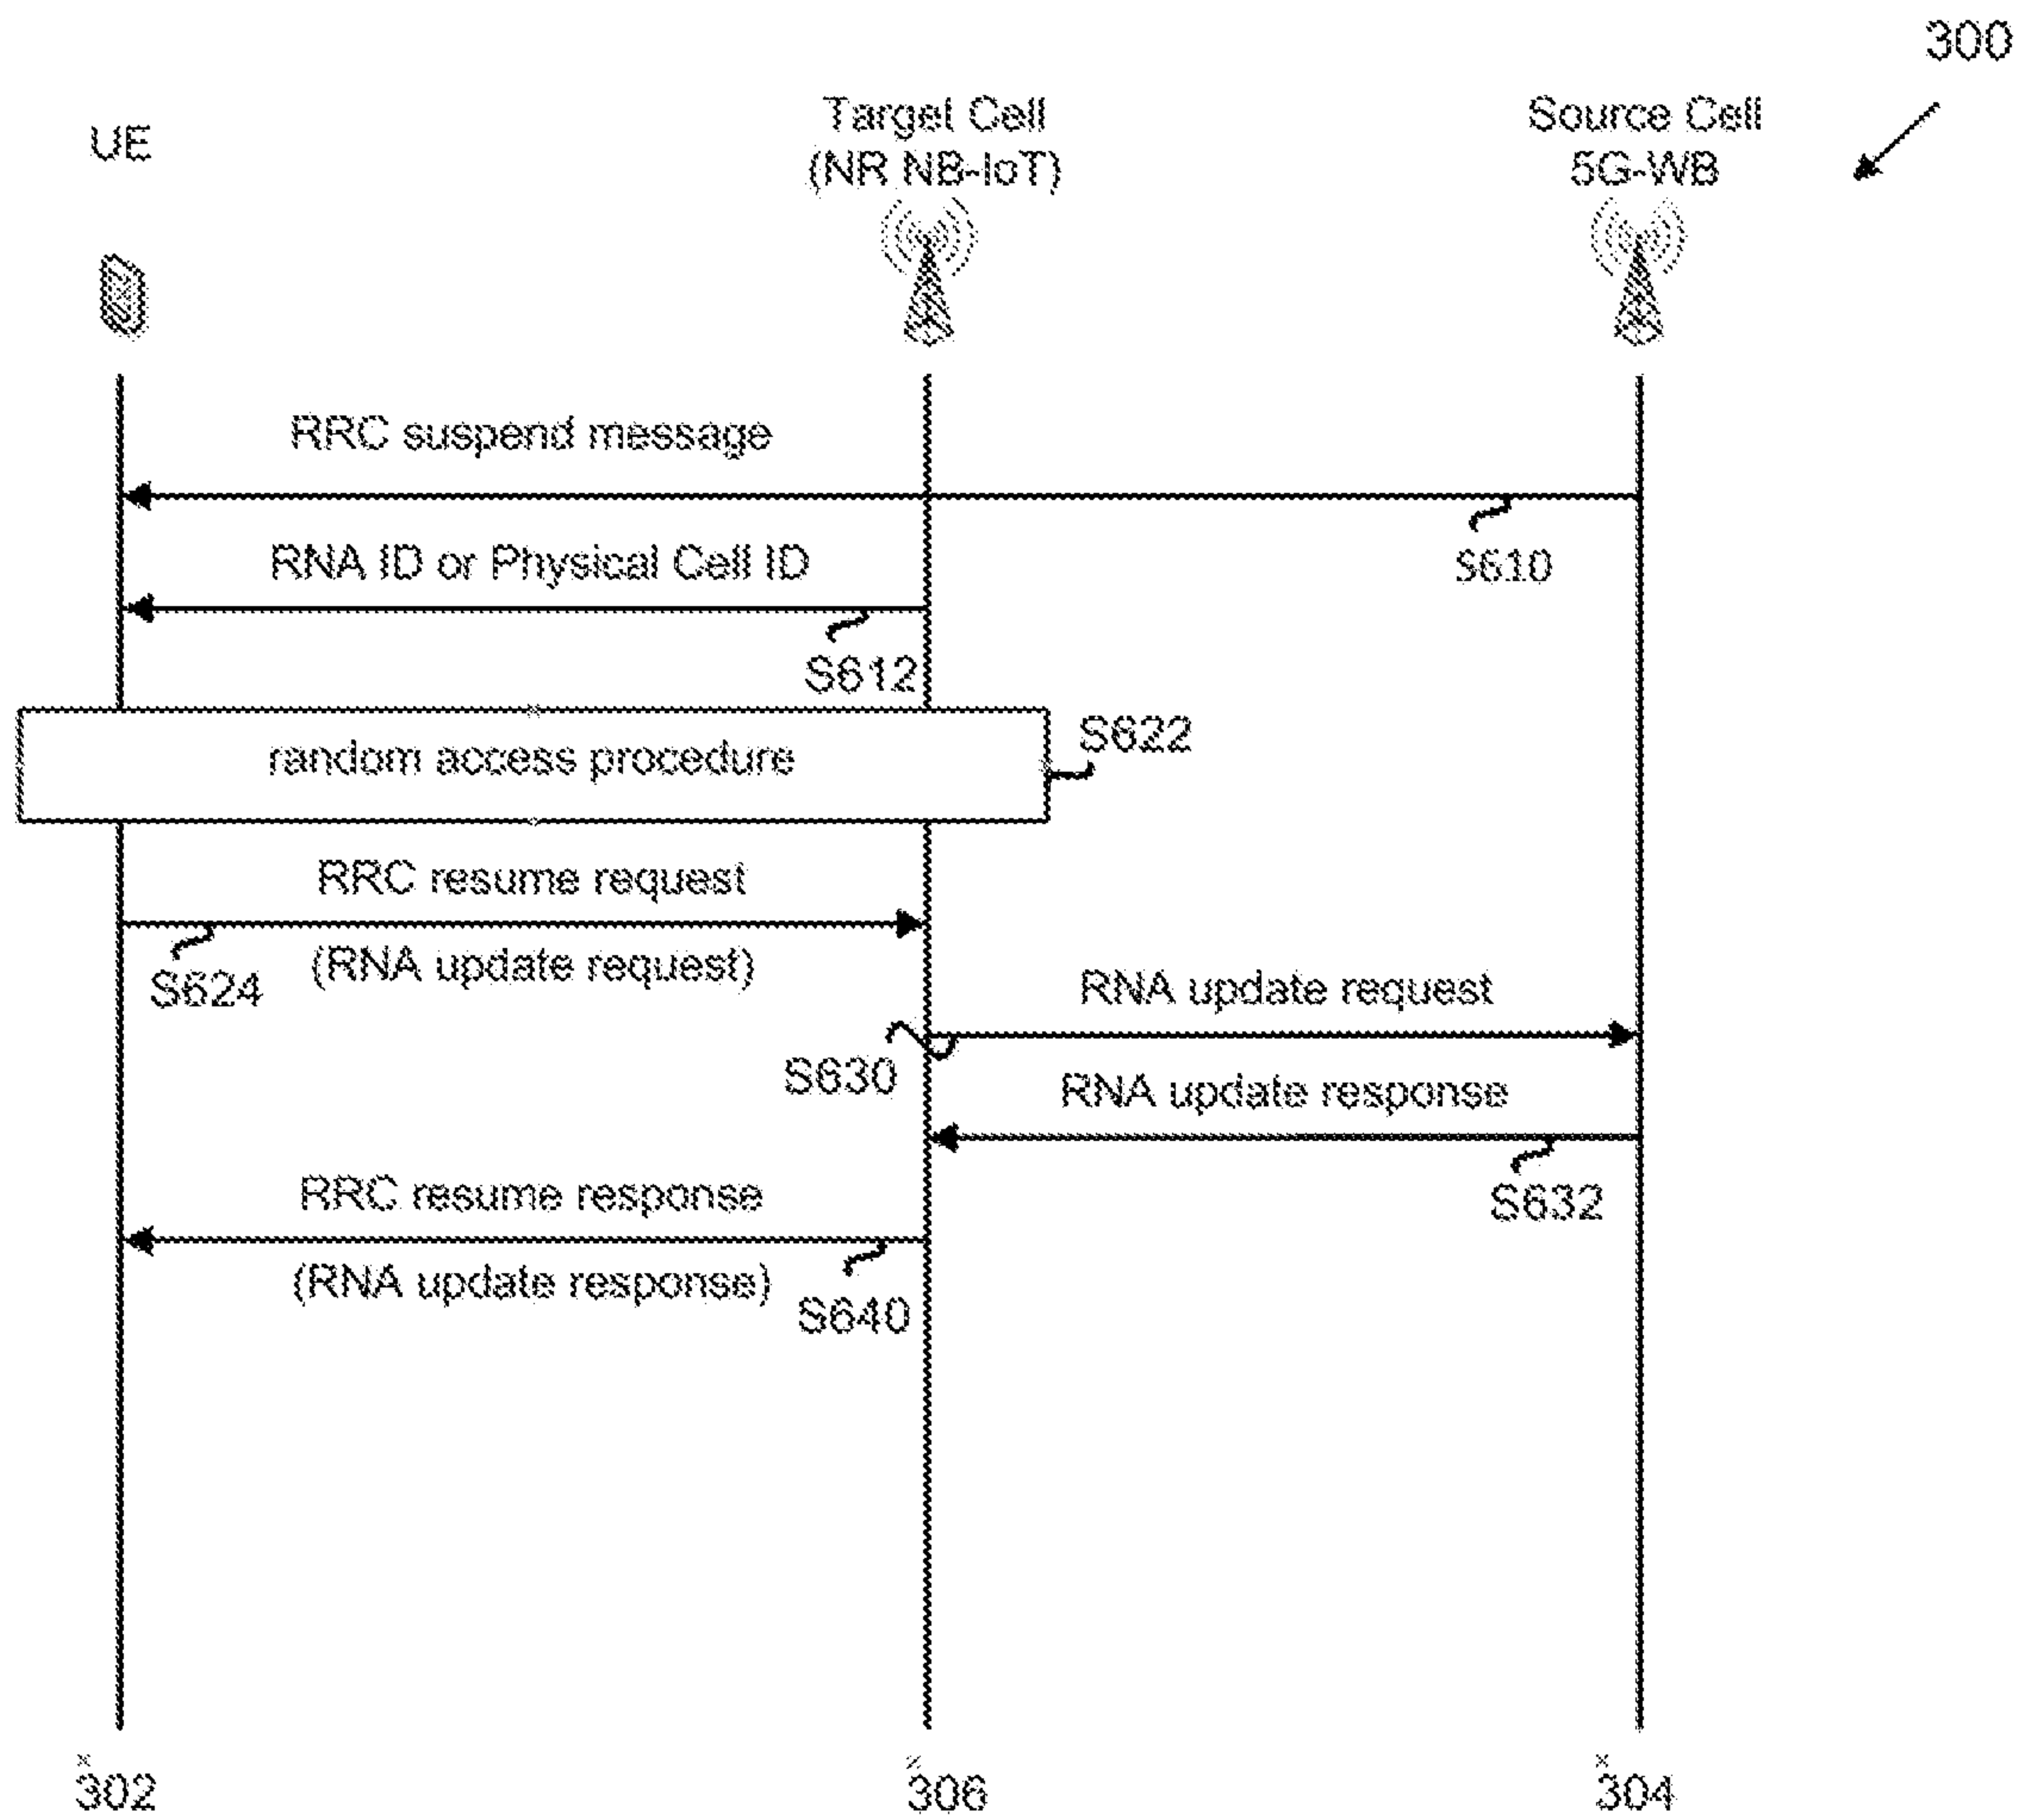 300
UE
Target Cell
(NR NB-IoT)
Source Cell
5G-WB
RRC suspend message
S610
RNA ID or Physical Cell ID
S612
random access procedure
S622
RRC resume request
(RNA update request)
S624
RNA update request
S630
RNA update response
S632
RRC resume response
(RNA update response)
S640
302
306
304